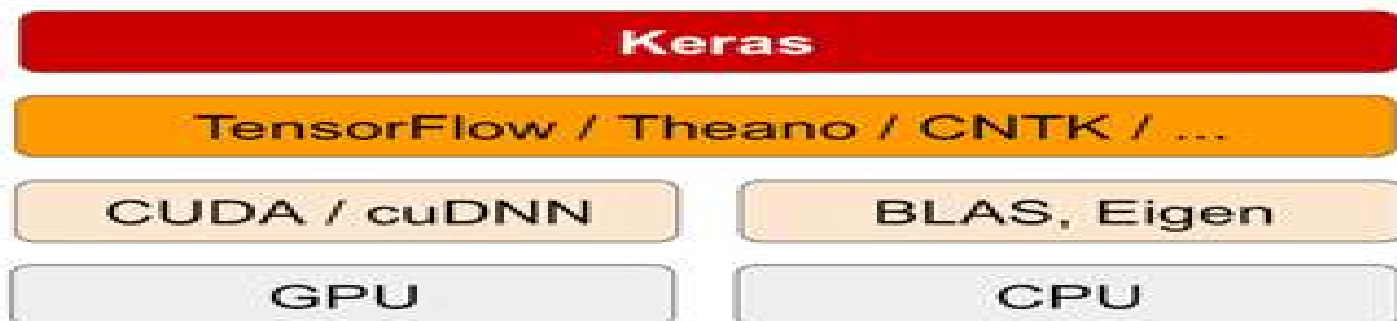 Keras
TensorFlow / Theano / CNTK / ...
CUDA / cuDNN
BLAS, Eigen
GPU
CPU